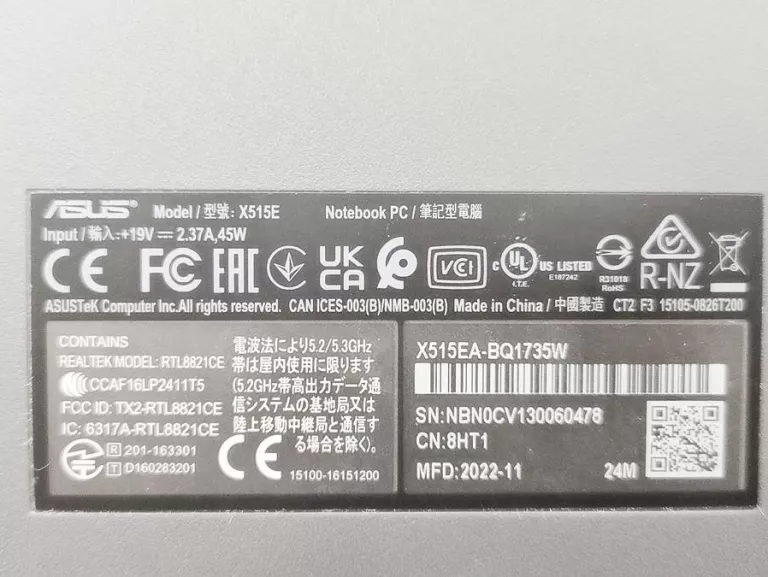 ASUS® Model / 型號: X515E Notebook PC / 筆記型電腦
Input / 輸入:+19V⎓ 2.37A,45W
CE FC EAC UK CA VCI c UL US LISTED I.T.E. E187242 R31018 RoHS R-NZ
ASUSTeK Computer Inc.All rights reserved. CAN ICES-003(B)/NMB-003(B) Made in China / 中國製造 CT2 F3 15105-0826T200
CONTAINS
REALTEK MODEL: RTL8821CE
CCAF16LP2411T5
FCC ID: TX2-RTL8821CE
IC: 6317A-RTL8821CE
R 201-163301
T D160283201
電波法により5.2/5.3GHz
帯は屋内使用に限ります
(5.2GHz帯高出力データ通
信システムの基地局又は
陸上移動中継局と通信す
る場合を除く)。
CE 15100-16151200
X515EA-BQ1735W
SN:NBN0CV130060478
CN:8HT1
MFD:2022-11 24M